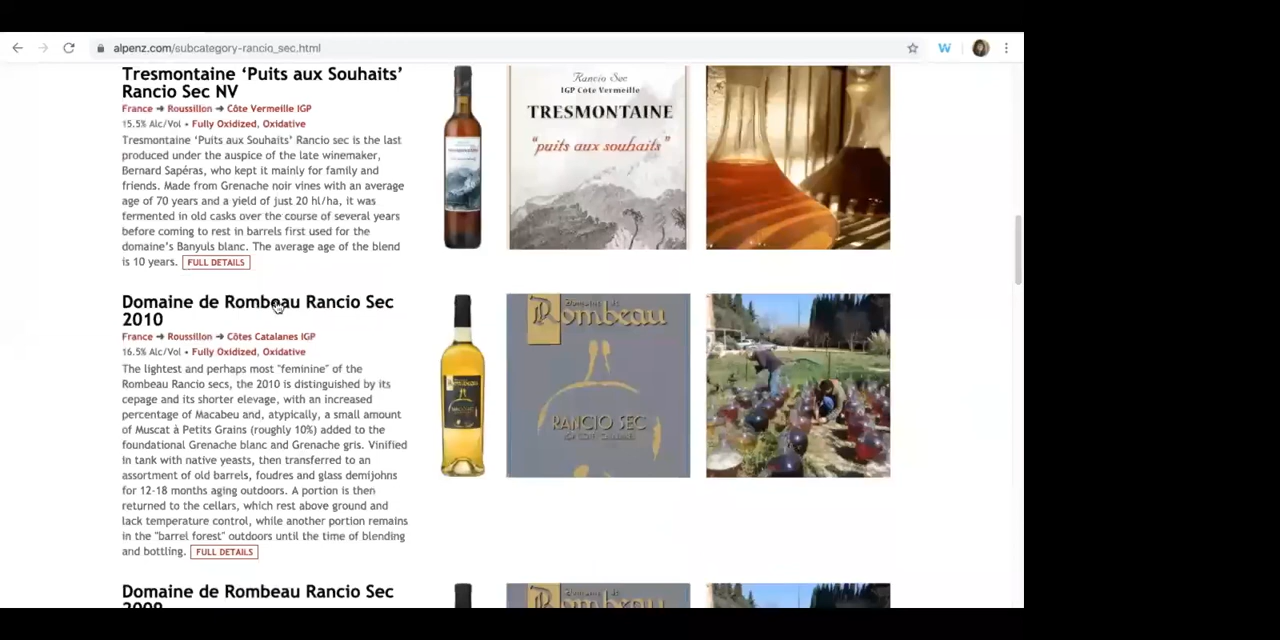 alpenz.com/subcategory-rancio_sec.html
W
Tresmontaine ‘Puits aux Souhaits’
Rancio Sec NV
France ➔ Roussillon ➔ Côte Vermeille IGP
15.5% Alc/Vol • Fully Oxidized, Oxidative
Tresmontaine ‘Puits aux Souhaits’ Rancio sec is the last
produced under the auspice of the late winemaker,
Bernard Sapéras, who kept it mainly for family and
friends. Made from Grenache noir vines with an average
age of 70 years and a yield of just 20 hl/ha, it was
fermented in old casks over the course of several years
before coming to rest in barrels first used for the
domaine’s Banyuls blanc. The average age of the blend
is 10 years. FULL DETAILS
Rancio Sec
IGP Cote Vermeille
TRESMONTAINE
“puits aux souhaits”
Domaine de Rombeau Rancio Sec
2010
France ➔ Roussillon ➔ Côtes Catalanes IGP
16.5% Alc/Vol • Fully Oxidized, Oxidative
The lightest and perhaps most "feminine" of the
Rombeau Rancio secs, the 2010 is distinguished by its
cepage and its shorter elevage, with an increased
percentage of Macabeu and, atypically, a small amount
of Muscat à Petits Grains (roughly 10%) added to the
foundational Grenache blanc and Grenache gris. Vinified
in tank with native yeasts, then transferred to an
assortment of old barrels, foudres and glass demijohns
for 12-18 months aging outdoors. A portion is then
returned to the cellars, which rest above ground and
lack temperature control, while another portion remains
in the "barrel forest" outdoors until the time of blending
and bottling. FULL DETAILS
Domaine de
Rombeau
RANCIO SEC
Domaine de Rombeau Rancio Sec
2009
Domaine de
Rombeau